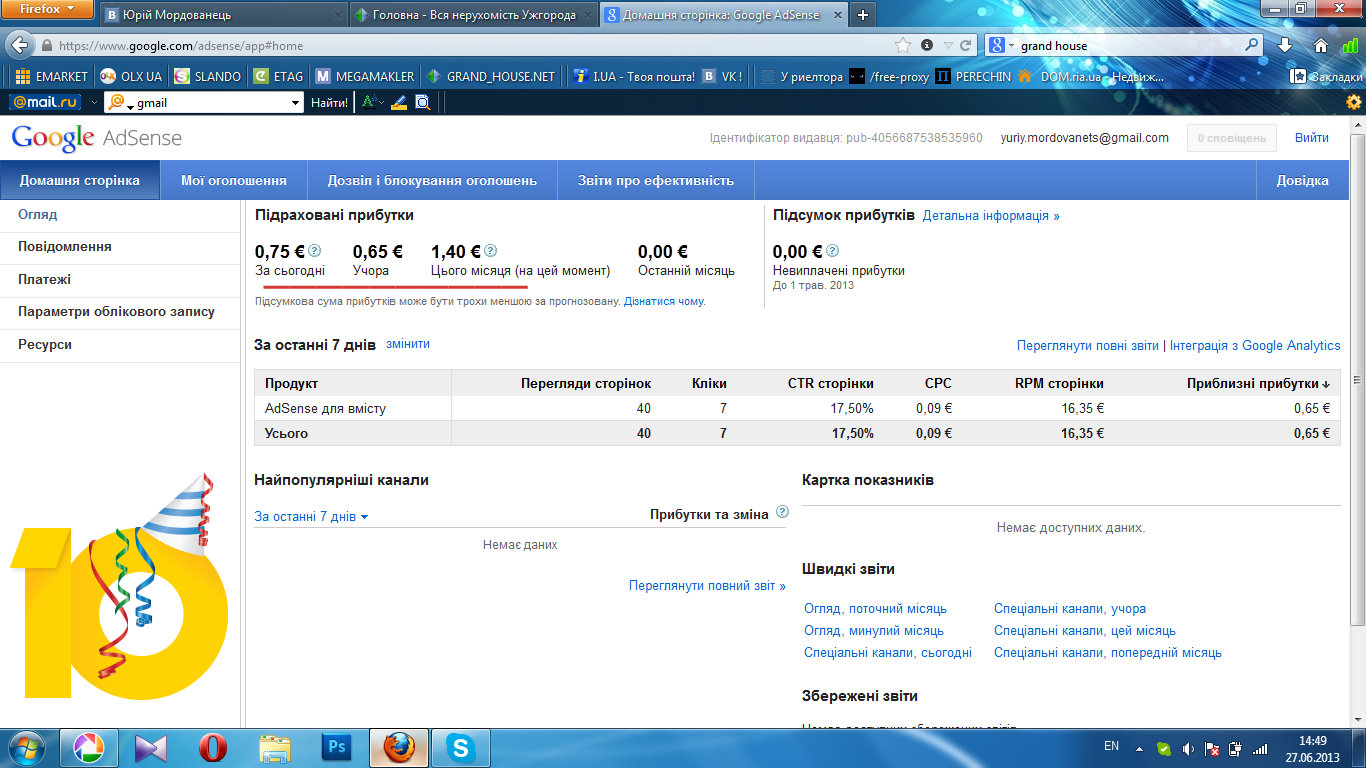 Firefox
Юрій Мордованець
Головна - Вся нерухомість Ужгорода
Домашня сторінка: Google AdSense
https://www.google.com/adsense/app#home
grand house
EMARKET
OLX UA
SLANDO
ETAG
MEGAMAKLER
GRAND_HOUSE.NET
I.UA - Твоя пошта!
VK !
У риелтора
/free-proxy
PERECHIN
DOM.ria.ua - Недвиж...
Закладки
@mail.ru
gmail
Найти!
Google AdSense
Ідентифікатор видавця: pub-4056687538535960
yuriy.mordovanets@gmail.com
0 сповіщень
Вийти
Домашня сторінка
Мої оголошення
Дозвіл і блокування оголошень
Звіти про ефективність
Довідка
Огляд
Повідомлення
Платежі
Параметри облікового запису
Ресурси
Підраховані прибутки
0,75 € 0,65 € 1,40 € 0,00 €
За сьогодні Учора Цього місяця (на цей момент) Останній місяць
Підсумкова сума прибутків може бути трохи меншою за прогнозовану. Дізнатися чому.
Підсумок прибутків Детальна інформація »
0,00 €
Невиплачені прибутки
До 1 трав. 2013
За останні 7 днів змінити
Переглянути повні звіти | Інтеграція з Google Analytics
Продукт Перегляди сторінок Кліки CTR сторінки CPC RPM сторінки Приблизні прибутки
AdSense для вмісту 40 7 17,50% 0,09 € 16,35 € 0,65 €
Усього 40 7 17,50% 0,09 € 16,35 € 0,65 €
Найпопулярніші канали
За останні 7 днів
Прибутки та зміна
Немає даних
Переглянути повний звіт »
Картка показників
Немає доступних даних.
Швидкі звіти
Огляд, поточний місяць Спеціальні канали, учора
Огляд, минулий місяць Спеціальні канали, цей місяць
Спеціальні канали, сьогодні Спеціальні канали, попередній місяць
Збережені звіти
10
EN
14:49
27.06.2013